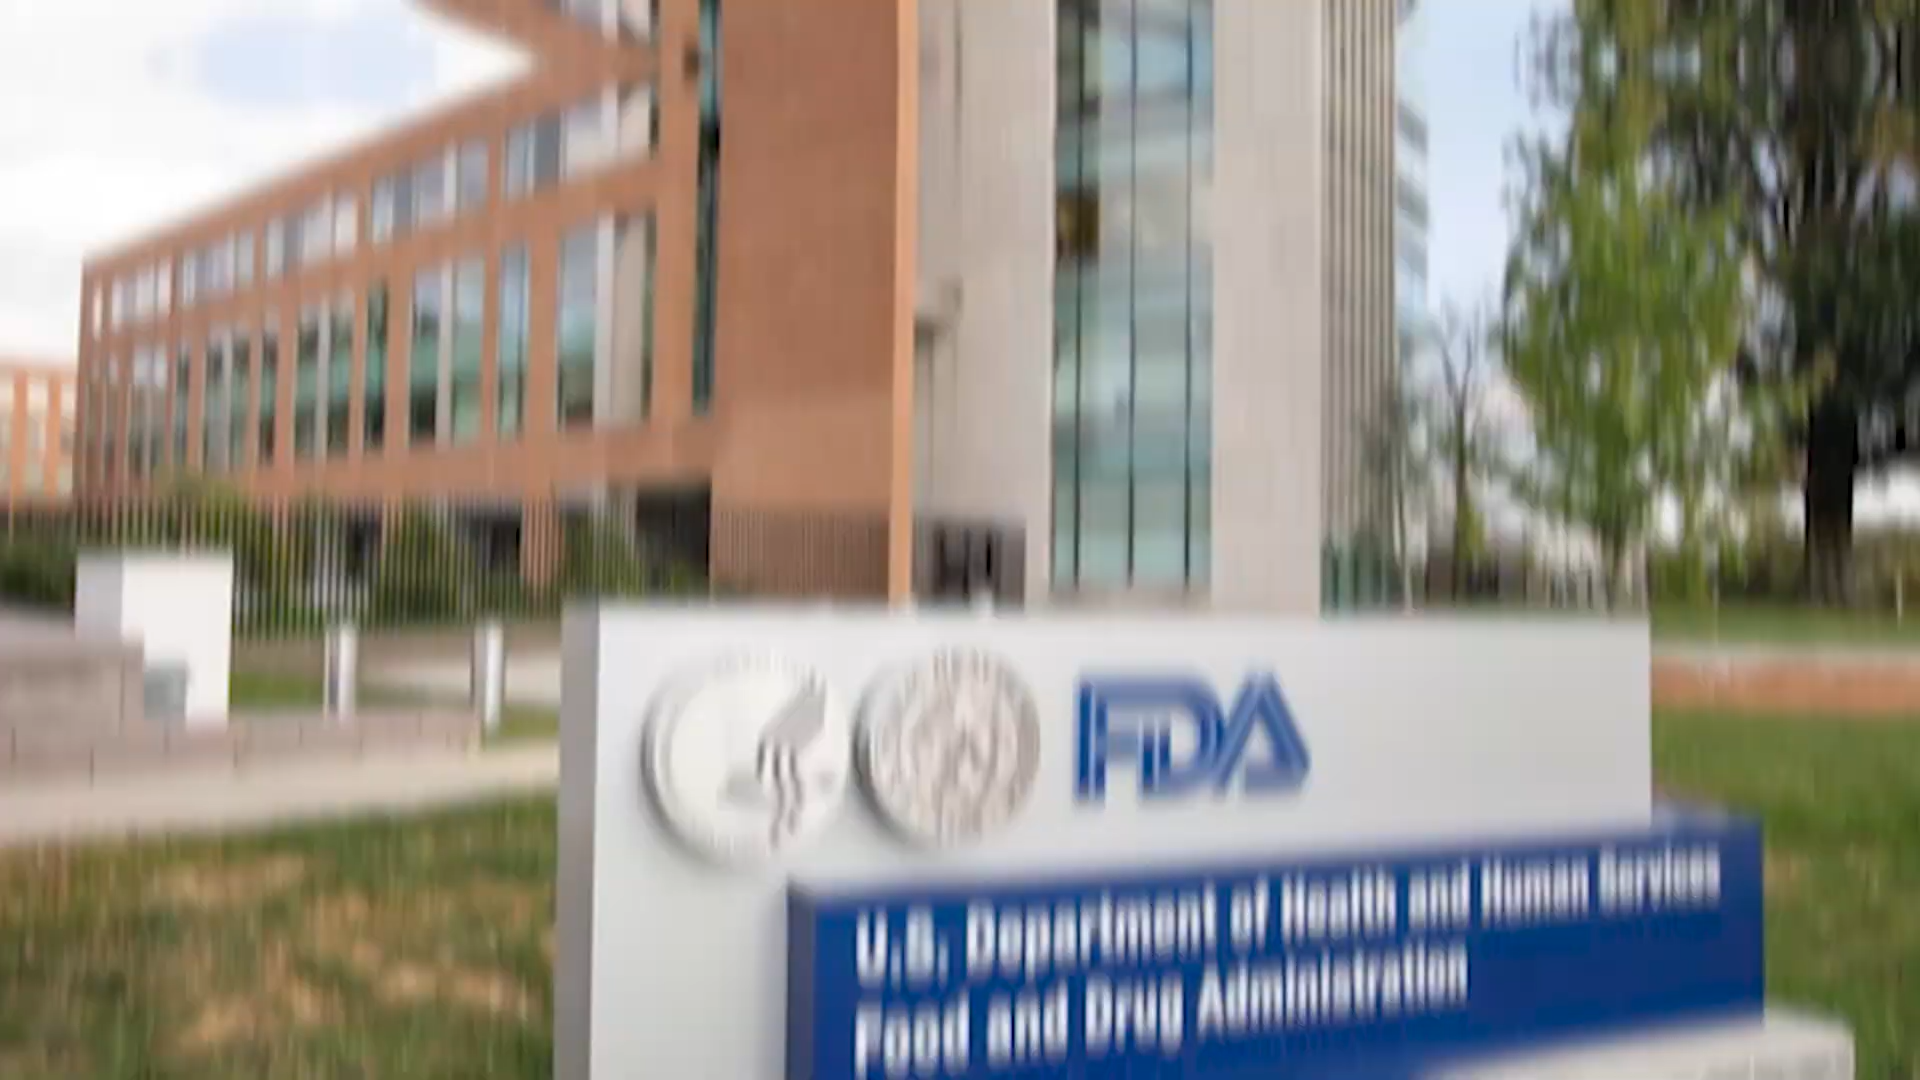 FDA
U.S. Department of Health and Human Services
Food and Drug Administration